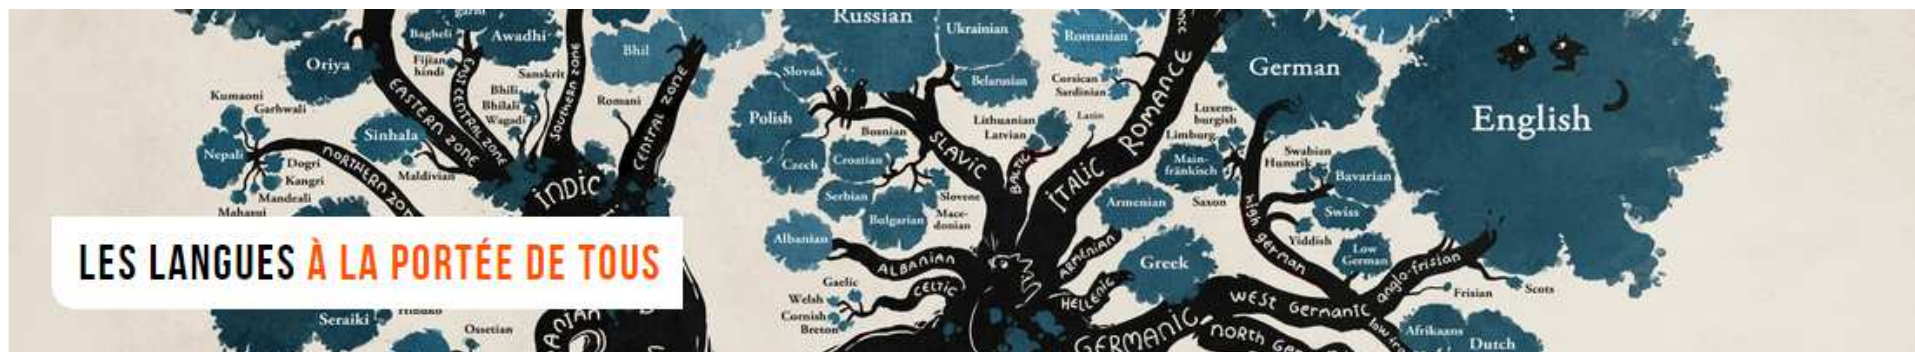 LES LANGUES À LA PORTÉE DE TOUS
Oriya
Bagheli
Awadhi
Fijian
hindi
EAST CENTRAL ZONE
EASTERN ZONE
Sanskrit
Bhili
Bhilali
Wagadi
SOUTHERN ZONE
Bhil
Romani
CENTRAL ZONE
Kumaoni
Garhwali
Nepali
Dogri
Kangri
Mandeali
NORTHERN ZON
Sinhala
Maldivian
INDIC
Seraiki
Ossetian
Russian
Ukrainian
Belarusian
Slovak
Polish
Czech
Bosnian
Croatian
Serbian
Bulgarian
Slovene
Mace-
donian
SLAVIC
Lithuanian
Latvian
BALTIC
Romanian
Corsican
Sardinian
Latin
ITALIC
ROMANCE
Albanian
ALBANIAN
Gaelic
Welsh
Cornish
Breton
CELTIC
Armenian
ARMENIAN
Greek
HELLENIC
German
Luxem-
burgish
Limburg.
Main-
fränkisch
Saxon
Swabian
Hunsrik
Bavarian
Swiss
Yiddish
Low
German
high german
English
anglo-frisian
Frisian
Scots
WEST Germanic
GERMANIC
Afrikaans
Dutch